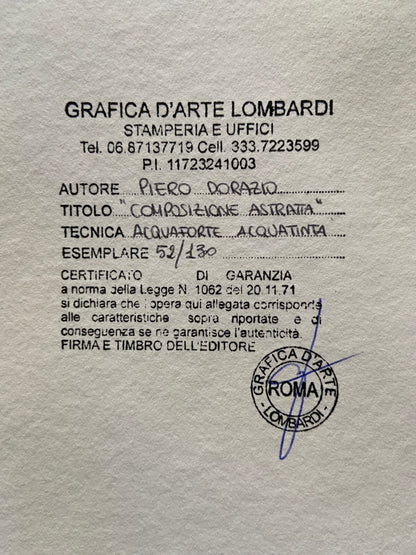 GRAFICA D'ARTE LOMBARDI
STAMPERIA E UFFICI
Tel. 06.87137719 Cell. 333.7223599
P.I. 11723241003
AUTORE PIERO DORAZIO
TITOLO "COMPOSIZIONE ASTRATTA"
TECNICA ACQUAFORTE ACQUATINTA
ESEMPLARE 52/130
CERTIFICATO DI GARANZIA
a norma della Legge N 1062 del 20.11.71
si dichiara che l'opera qui allegata corrisponde
alle caratteristiche sopra riportate e di
conseguenza se ne garantisce l'autenticità.
FIRMA E TIMBRO DELL'EDITORE
GRAFICA D'ARTE
ROMA
- LOMBARDI -